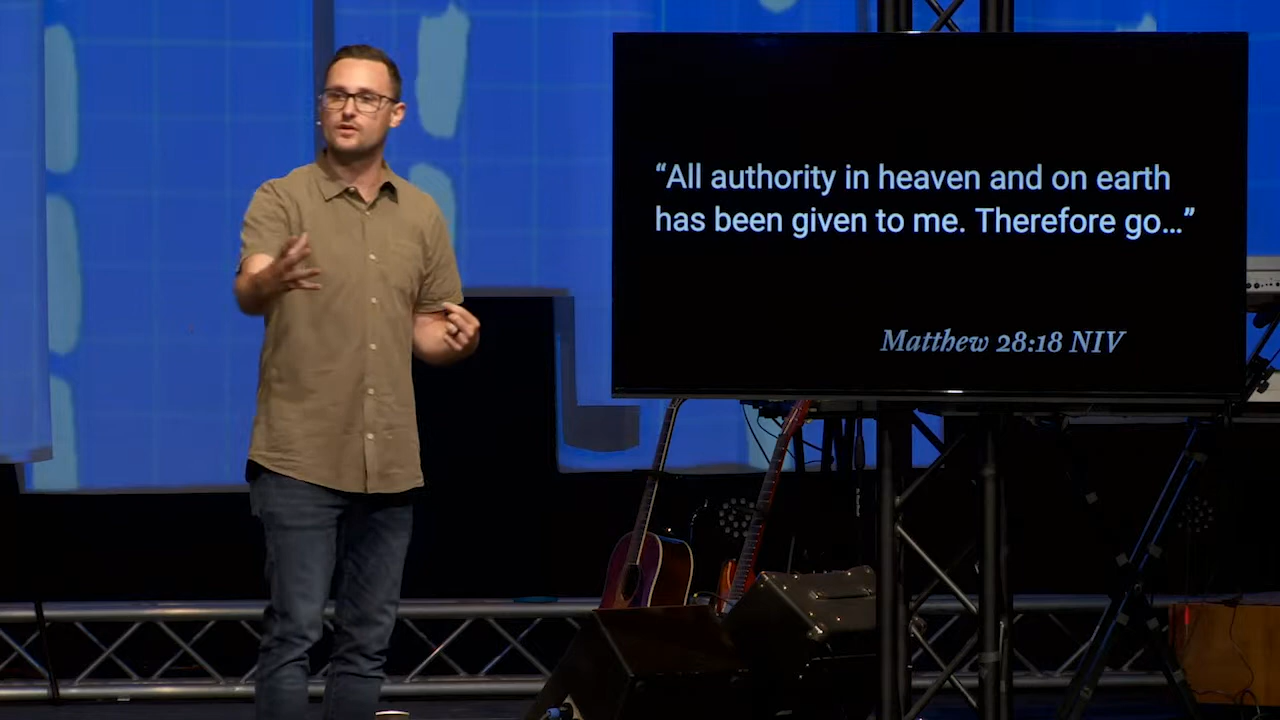 “All authority in heaven and on earth
has been given to me. Therefore go…”
Matthew 28:18 NIV